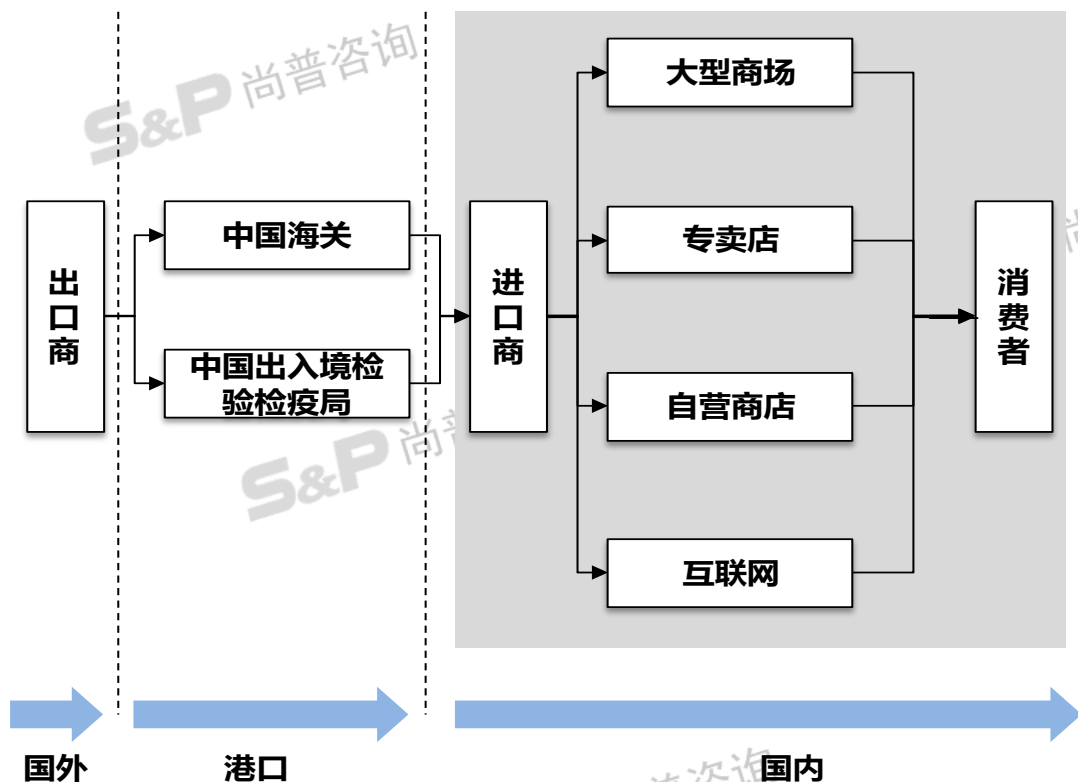 S&P 尚普咨询
大型商场
中国海关
专卖店
出口商
进口商
消费者
中国出入境检
验检疫局
自营商店
S&P 尚普
互联网
国外
港口
国内